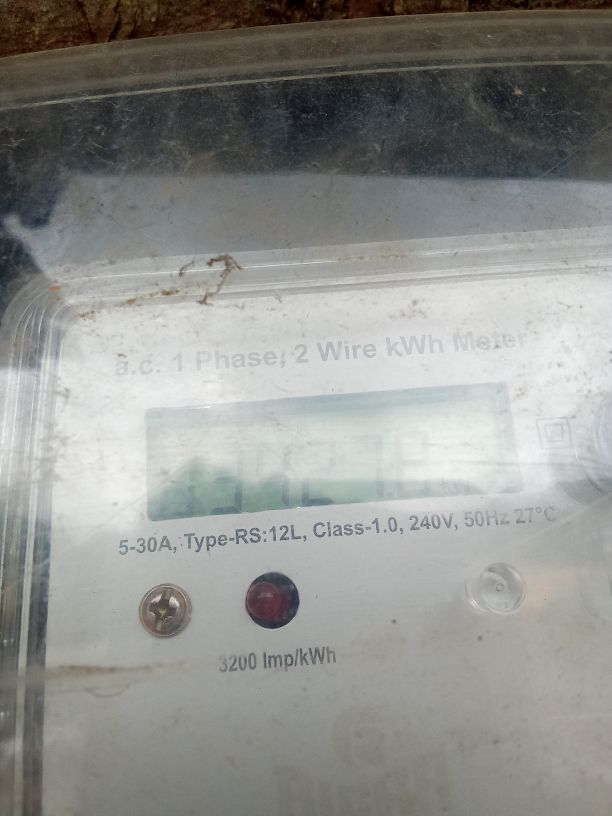 a.c. 1 Phase, 2 Wire kWh Meter
5-30A, Type-RS:12L, Class-1.0, 240V, 50Hz 27°C
3200 Imp/kWh